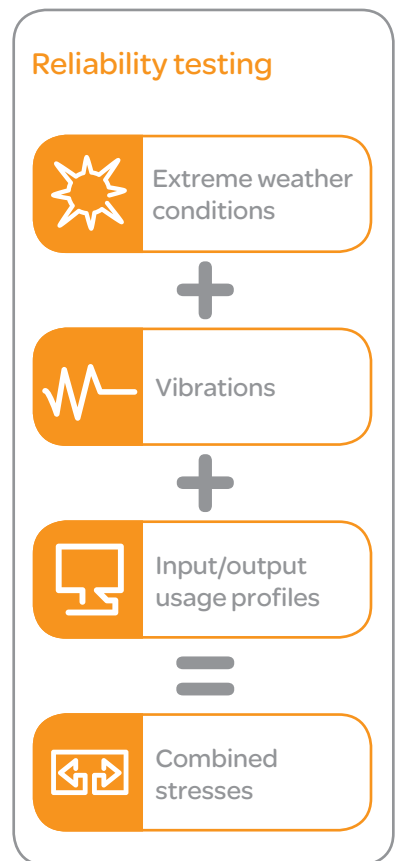 Reliability testing
Extreme weather
conditions
+
Vibrations
+
Input/output
usage profiles
=
Combined
stresses